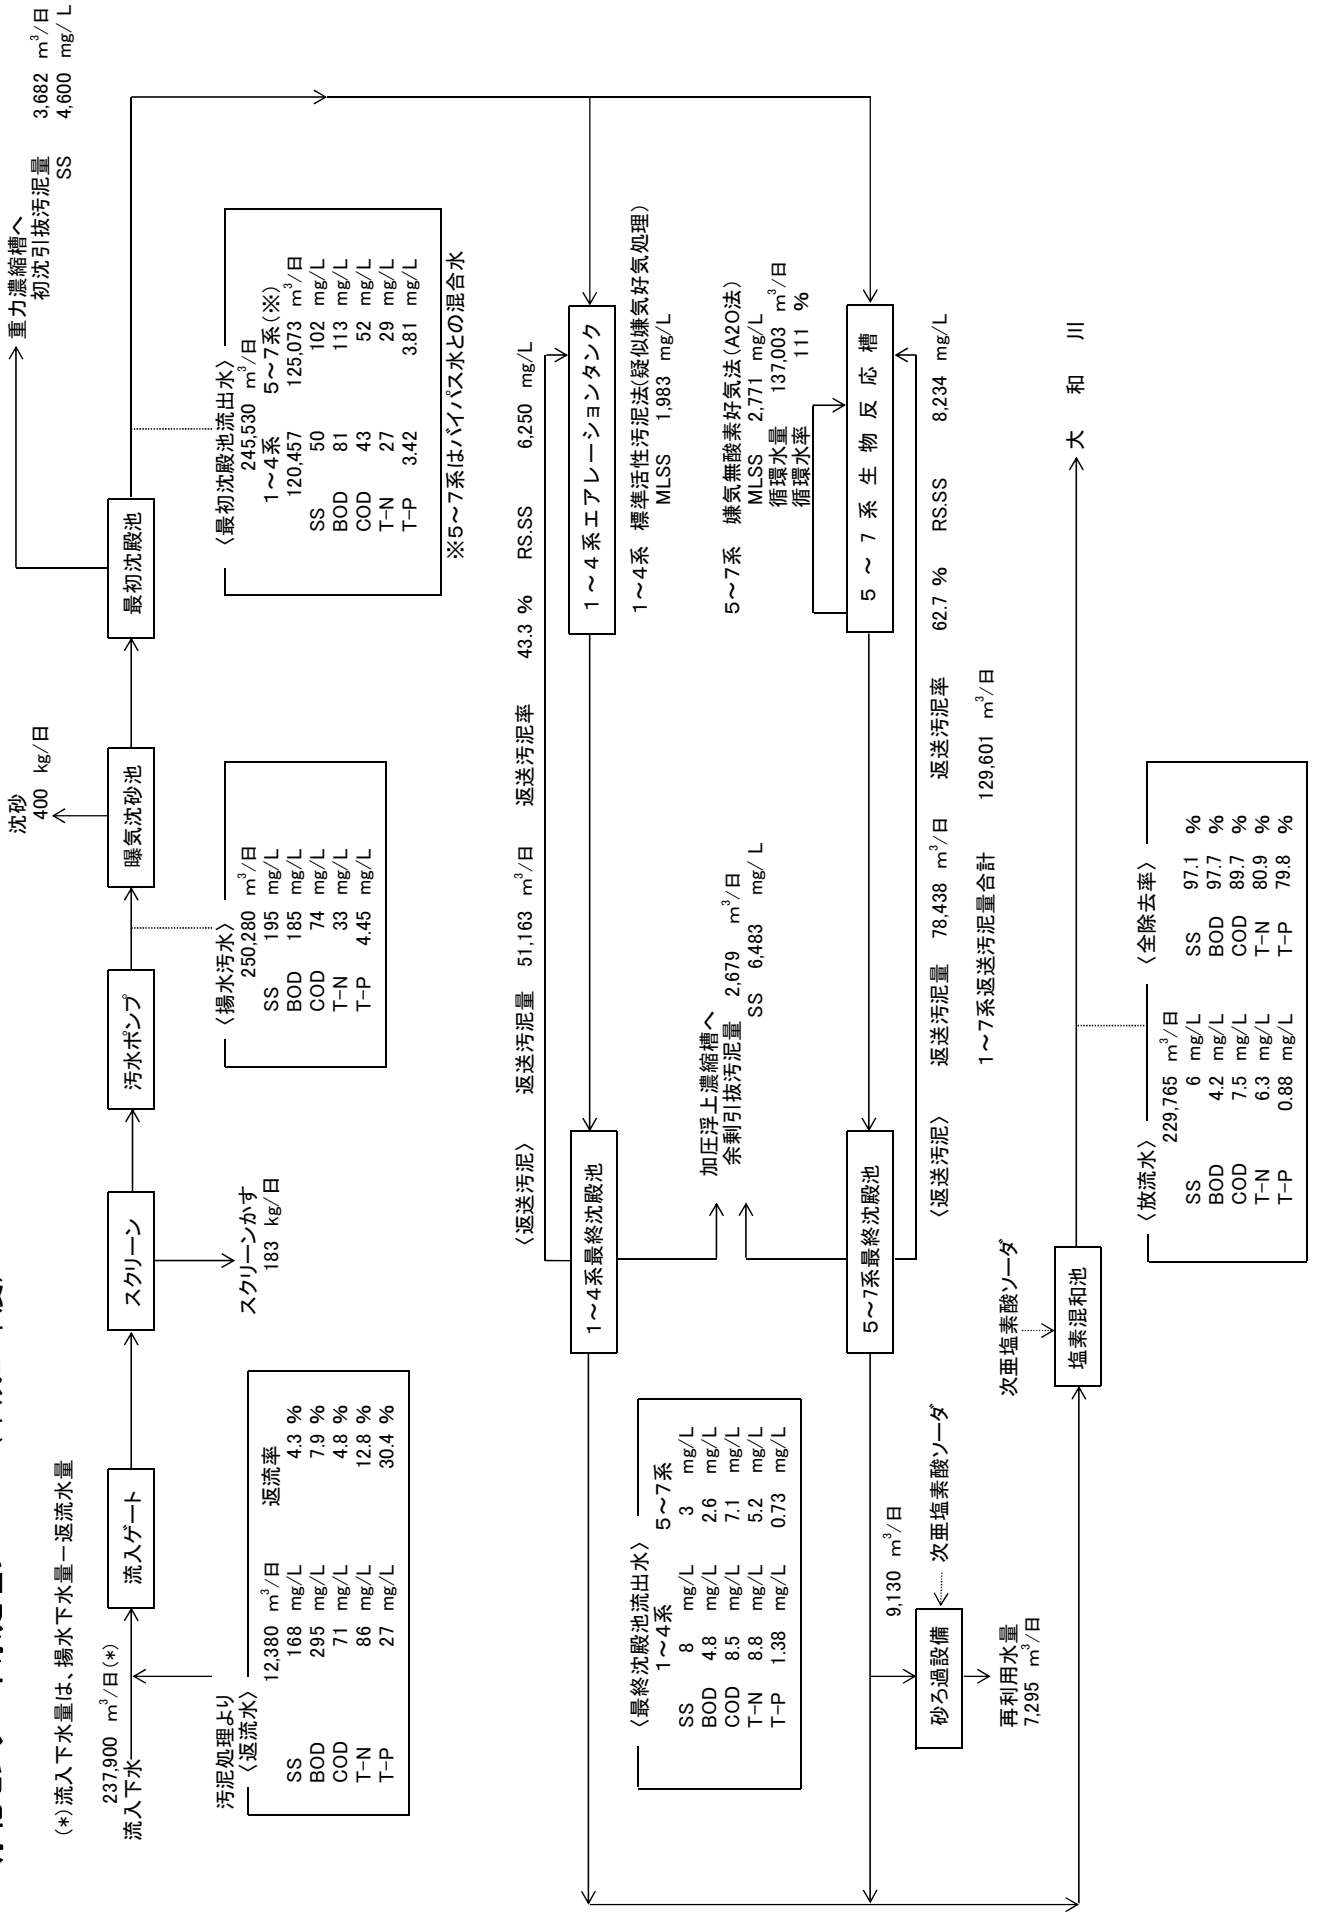 (*)流入下水量は、揚水下水量－返流水量
237,900 m³/日(*)
流入下水
流入ゲート
スクリーン
汚水ポンプ
曝気沈砂池
最初沈殿池
スクリーンかす
183 kg/日
沈砂
400 kg/日
重力濃縮槽へ
初沈引抜汚泥量 3,682 m³/日
SS 4,600 mg/L
汚泥処理より
〈返流水〉
12,380 m³/日 返流率
SS 168 mg/L 4.3 %
BOD 295 mg/L 7.9 %
COD 71 mg/L 4.8 %
T-N 86 mg/L 12.8 %
T-P 27 mg/L 30.4 %
〈揚水汚水〉
250,280 m³/日
SS 195 mg/L
BOD 185 mg/L
COD 74 mg/L
T-N 33 mg/L
T-P 4.45 mg/L
〈最初沈殿池流出水〉
245,530 m³/日
1～4系 5～7系(※)
120,457 125,073 m³/日
SS 50 102 mg/L
BOD 81 113 mg/L
COD 43 52 mg/L
T-N 27 29 mg/L
T-P 3.42 3.81 mg/L
※5～7系はバイパス水との混合水
〈返送汚泥〉 返送汚泥量 51,163 m³/日 返送汚泥率 43.3 % RS.SS 6,250 mg/L
1～4系最終沈殿池
1～4系エアレーションタンク
1～4系 標準活性汚泥法(疑似嫌気好気処理)
MLSS 1,983 mg/L
〈最終沈殿池流出水〉
1～4系 5～7系
SS 8 mg/L 3 mg/L
BOD 4.8 mg/L 2.6 mg/L
COD 8.5 mg/L 7.1 mg/L
T-N 8.8 mg/L 5.2 mg/L
T-P 1.38 mg/L 0.73 mg/L
加圧浮上濃縮槽へ
余剰引抜汚泥量 2,679 m³/日
SS 6,483 mg/L
5～7系 嫌気無酸素好気法(A2O法)
MLSS 2,771 mg/L
循環水量 137,003 m³/日
循環水率 111 %
5～7系最終沈殿池
5～7系生物反応槽
〈返送汚泥〉 返送汚泥量 78,438 m³/日 返送汚泥率 62.7 % RS.SS 8,234 mg/L
1～7系返送汚泥量合計 129,601 m³/日
9,130 m³/日
砂ろ過設備
次亜塩素酸ソーダ
再利用水量
7,295 m³/日
次亜塩素酸ソーダ
塩素混和池
大和川
〈放流水〉 〈全除去率〉
229,765 m³/日
SS 6 mg/L SS 97.1 %
BOD 4.2 mg/L BOD 97.7 %
COD 7.5 mg/L COD 89.7 %
T-N 6.3 mg/L T-N 80.9 %
T-P 0.88 mg/L T-P 79.8 %